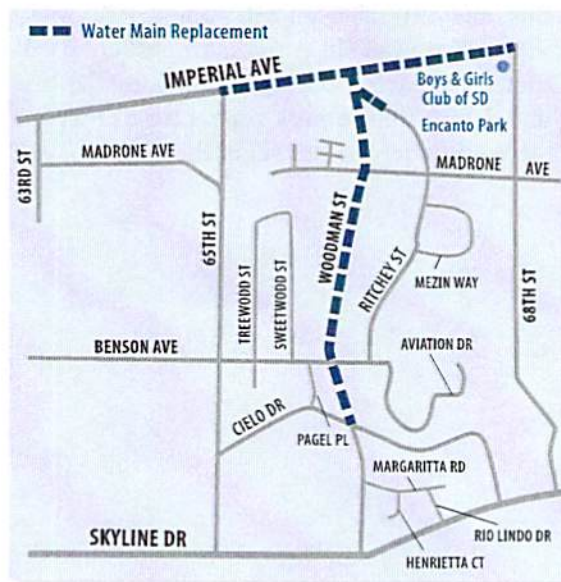 Water Main Replacement
IMPERIAL AVE
Boys & Girls
Club of SD
Encanto Park
63RD ST
MADRONE AVE
MADRONE AVE
65TH ST
TREEWOOD ST
SWEETWOOD ST
WOODMAN ST
RITCHEY ST
MEZIN WAY
68TH ST
BENSON AVE
AVIATION DR
CIELO DR
PAGEL PL
MARGARITTA RD
SKYLINE DR
RIO LINDO DR
HENRIETTA CT